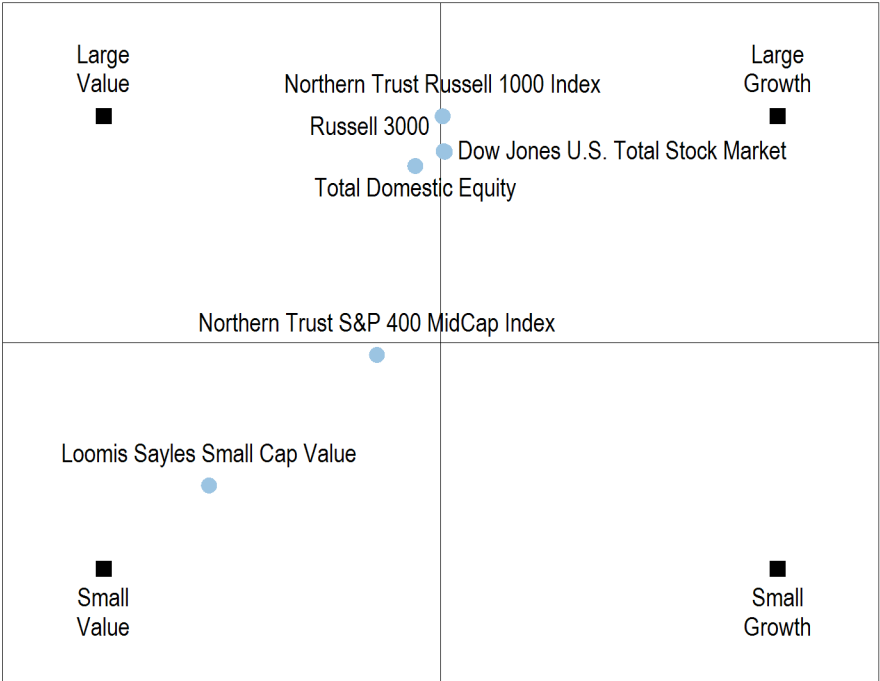 Large
Value
Large
Growth
Northern Trust Russell 1000 Index
Russell 3000
Dow Jones U.S. Total Stock Market
Total Domestic Equity
Northern Trust S&P 400 MidCap Index
Loomis Sayles Small Cap Value
Small
Value
Small
Growth